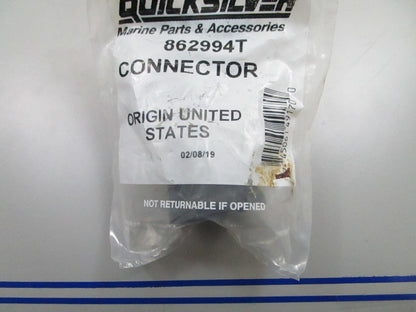 QUICKSILVER
Marine Parts & Accessories
862994T
CONNECTOR
ORIGIN UNITED
STATES
02/08/19
NOT RETURNABLE IF OPENED